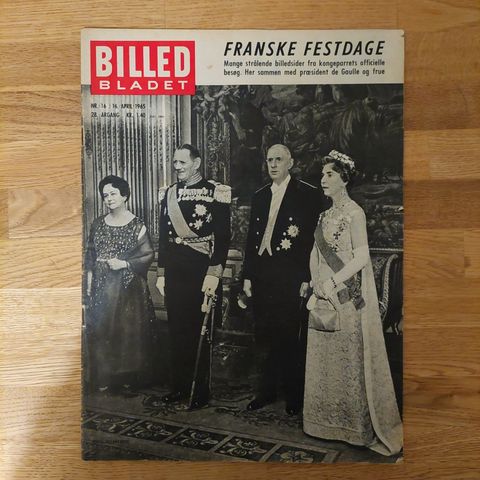 BILLED
BLADET
FRANSKE FESTDAGE
Mange strålende billedsider fra kongeparrets officielle
besøg. Her sammen med præsident de Gaulle og frue
NR. 16 16. APRIL 1965
28. ÅRGANG KR. 1.40